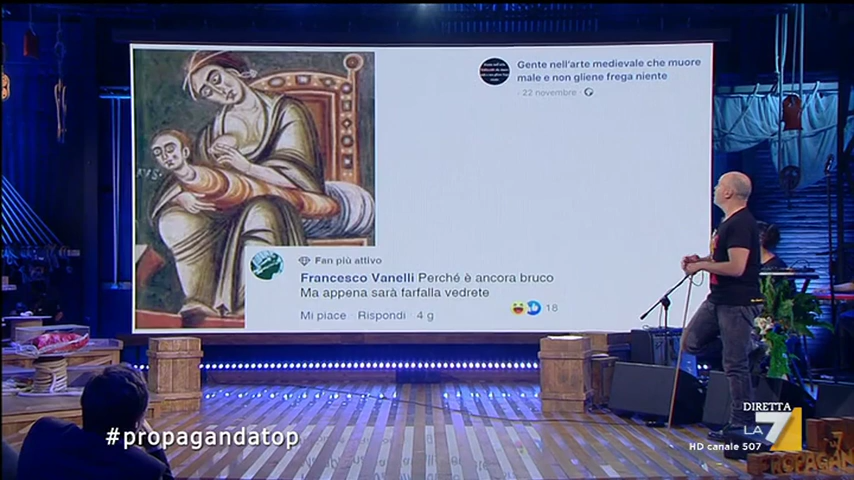 Gente nell'arte medievale che muore
male e non gliene frega niente
22 novembre
Fan più attivo
Francesco Vanelli Perché è ancora bruco
Ma appena sarà farfalla vedrete
Mi piace · Rispondi · 4 g
18
#propagandatop
DIRETTA
LA 7
HD canale 507